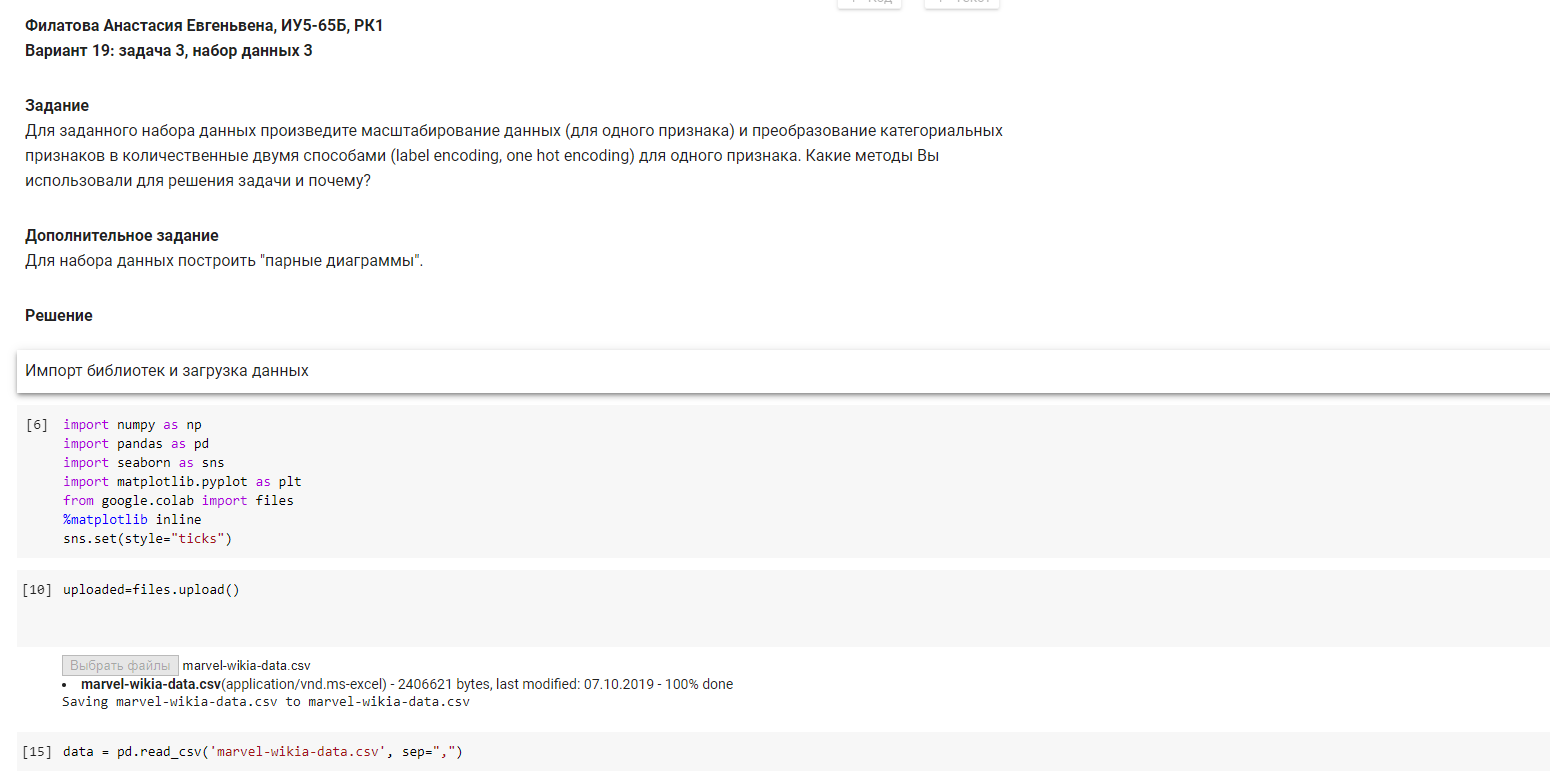 Филатова Анастасия Евгеньвена, ИУ5-65Б, РК1
Вариант 19: задача 3, набор данных 3
Задание
Для заданного набора данных произведите масштабирование данных (для одного признака) и преобразование категориальных
признаков в количественные двумя способами (label encoding, one hot encoding) для одного признака. Какие методы Вы
использовали для решения задачи и почему?
Дополнительное задание
Для набора данных построить "парные диаграммы".
Решение
Импорт библиотек и загрузка данных
[6] import numpy as np
import pandas as pd
import seaborn as sns
import matplotlib.pyplot as plt
from google.colab import files
%matplotlib inline
sns.set(style="ticks")
[10] uploaded=files.upload()
Выбрать файлы marvel-wikia-data.csv
• marvel-wikia-data.csv(application/vnd.ms-excel) - 2406621 bytes, last modified: 07.10.2019 - 100% done
Saving marvel-wikia-data.csv to marvel-wikia-data.csv
[15] data = pd.read_csv('marvel-wikia-data.csv', sep=",")